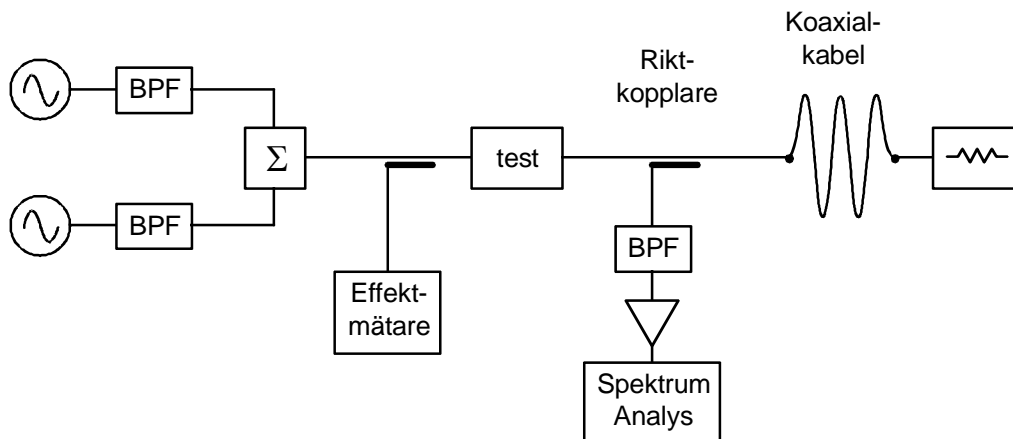 Koaxial-
kabel
Rikt-
kopplare
BPF
Σ
test
BPF
BPF
Effekt-
mätare
Spektrum
Analys